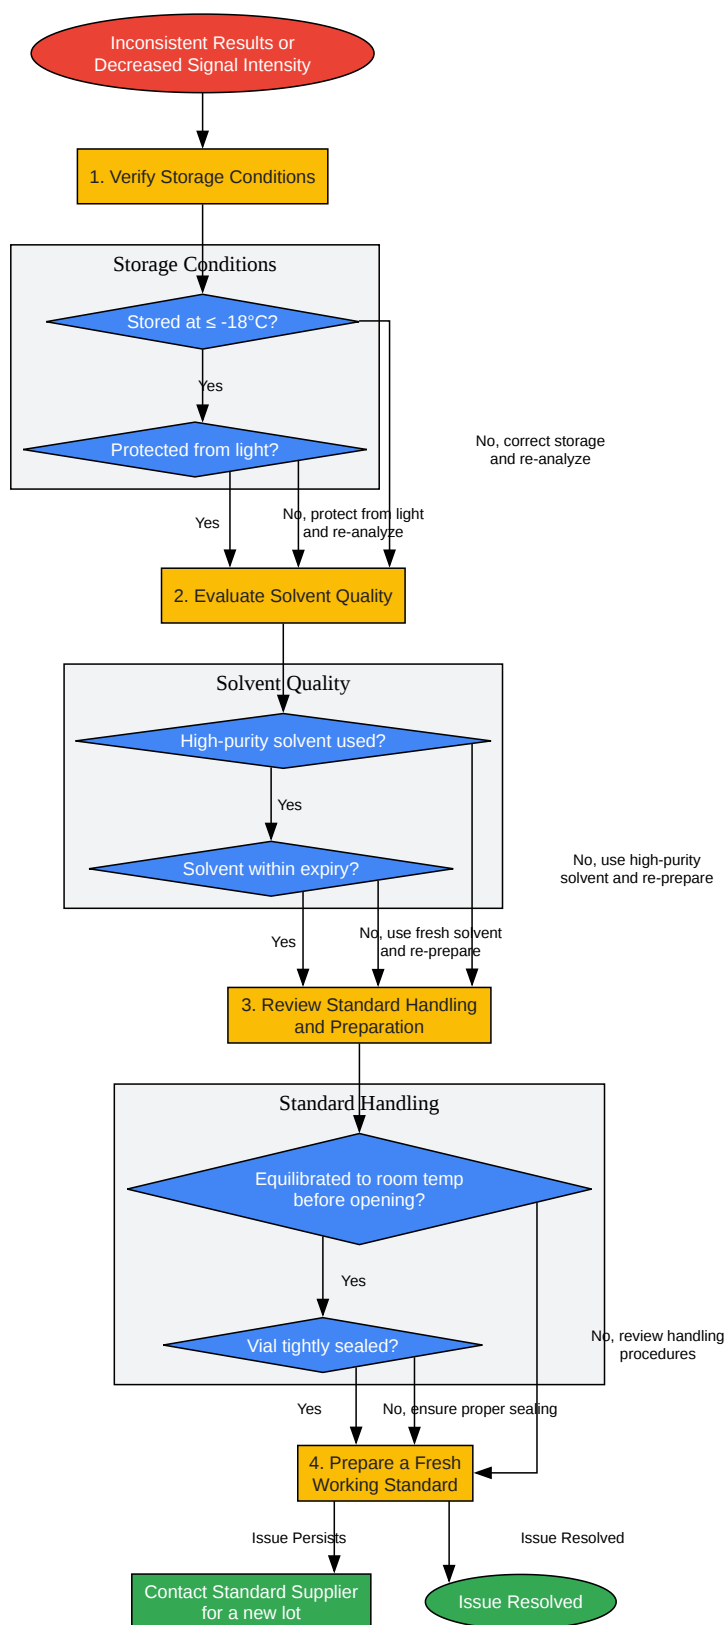 Inconsistent Results or
Decreased Signal Intensity
1. Verify Storage Conditions
Storage Conditions
Stored at ≤ -18°C?
Yes
Protected from light?
No, correct storage
and re-analyze
Yes
No, protect from light
and re-analyze
2. Evaluate Solvent Quality
Solvent Quality
High-purity solvent used?
Yes
Solvent within expiry?
No, use high-purity
solvent and re-prepare
Yes
No, use fresh solvent
and re-prepare
3. Review Standard Handling
and Preparation
Standard Handling
Equilibrated to room temp
before opening?
Yes
Vial tightly sealed?
No, review handling
procedures
Yes
No, ensure proper sealing
4. Prepare a Fresh
Working Standard
Issue Persists
Issue Resolved
Contact Standard Supplier
for a new lot
Issue Resolved